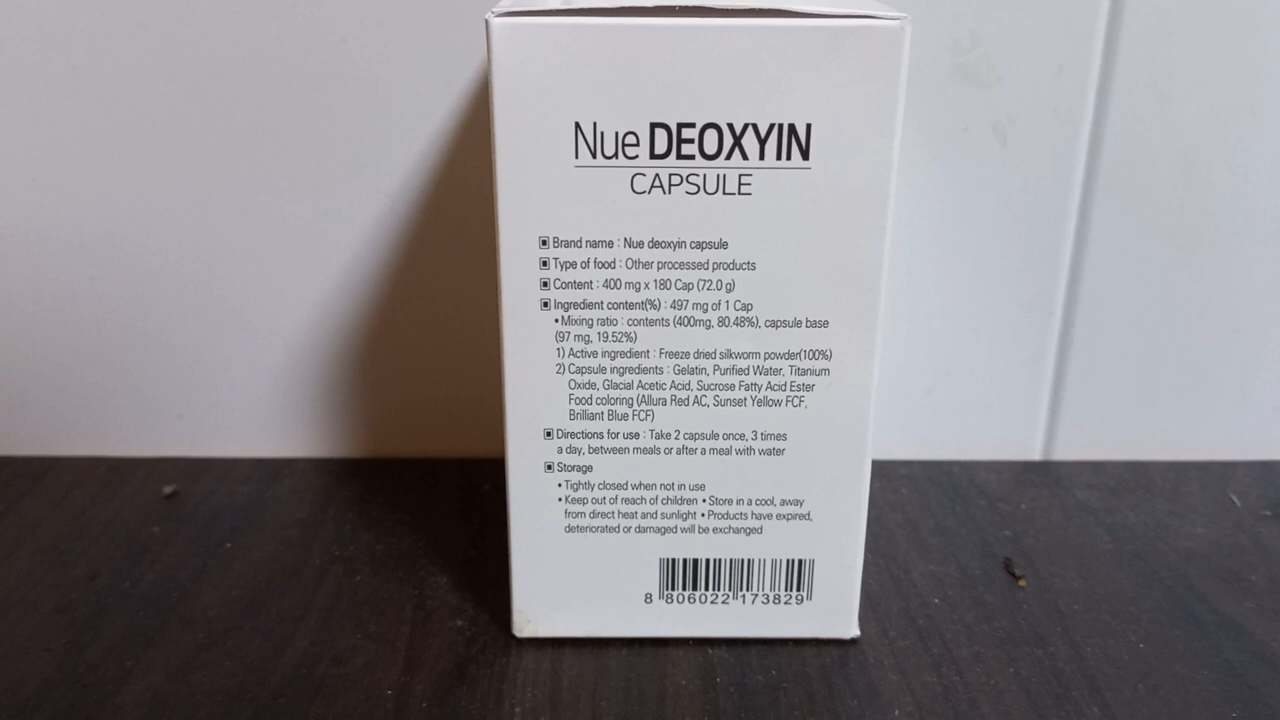 Nue DEOXYIN
CAPSULE
▣ Brand name : Nue deoxyin capsule
▣ Type of food : Other processed products
▣ Content : 400 mg x 180 Cap (72.0 g)
▣ Ingredient content(%) : 497 mg of 1 Cap
• Mixing ratio : contents (400mg, 80.48%), capsule base
(97 mg, 19.52%)
1) Active ingredient : Freeze dried silkworm powder(100%)
2) Capsule ingredients : Gelatin, Purified Water, Titanium
Oxide, Glacial Acetic Acid, Sucrose Fatty Acid Ester
Food coloring (Allura Red AC, Sunset Yellow FCF,
Brilliant Blue FCF)
▣ Directions for use : Take 2 capsule once, 3 times
a day, between meals or after a meal with water
▣ Storage
• Tightly closed when not in use
• Keep out of reach of children • Store in a cool, away
from direct heat and sunlight • Products have expired,
deteriorated or damaged will be exchanged
8 806022 173829